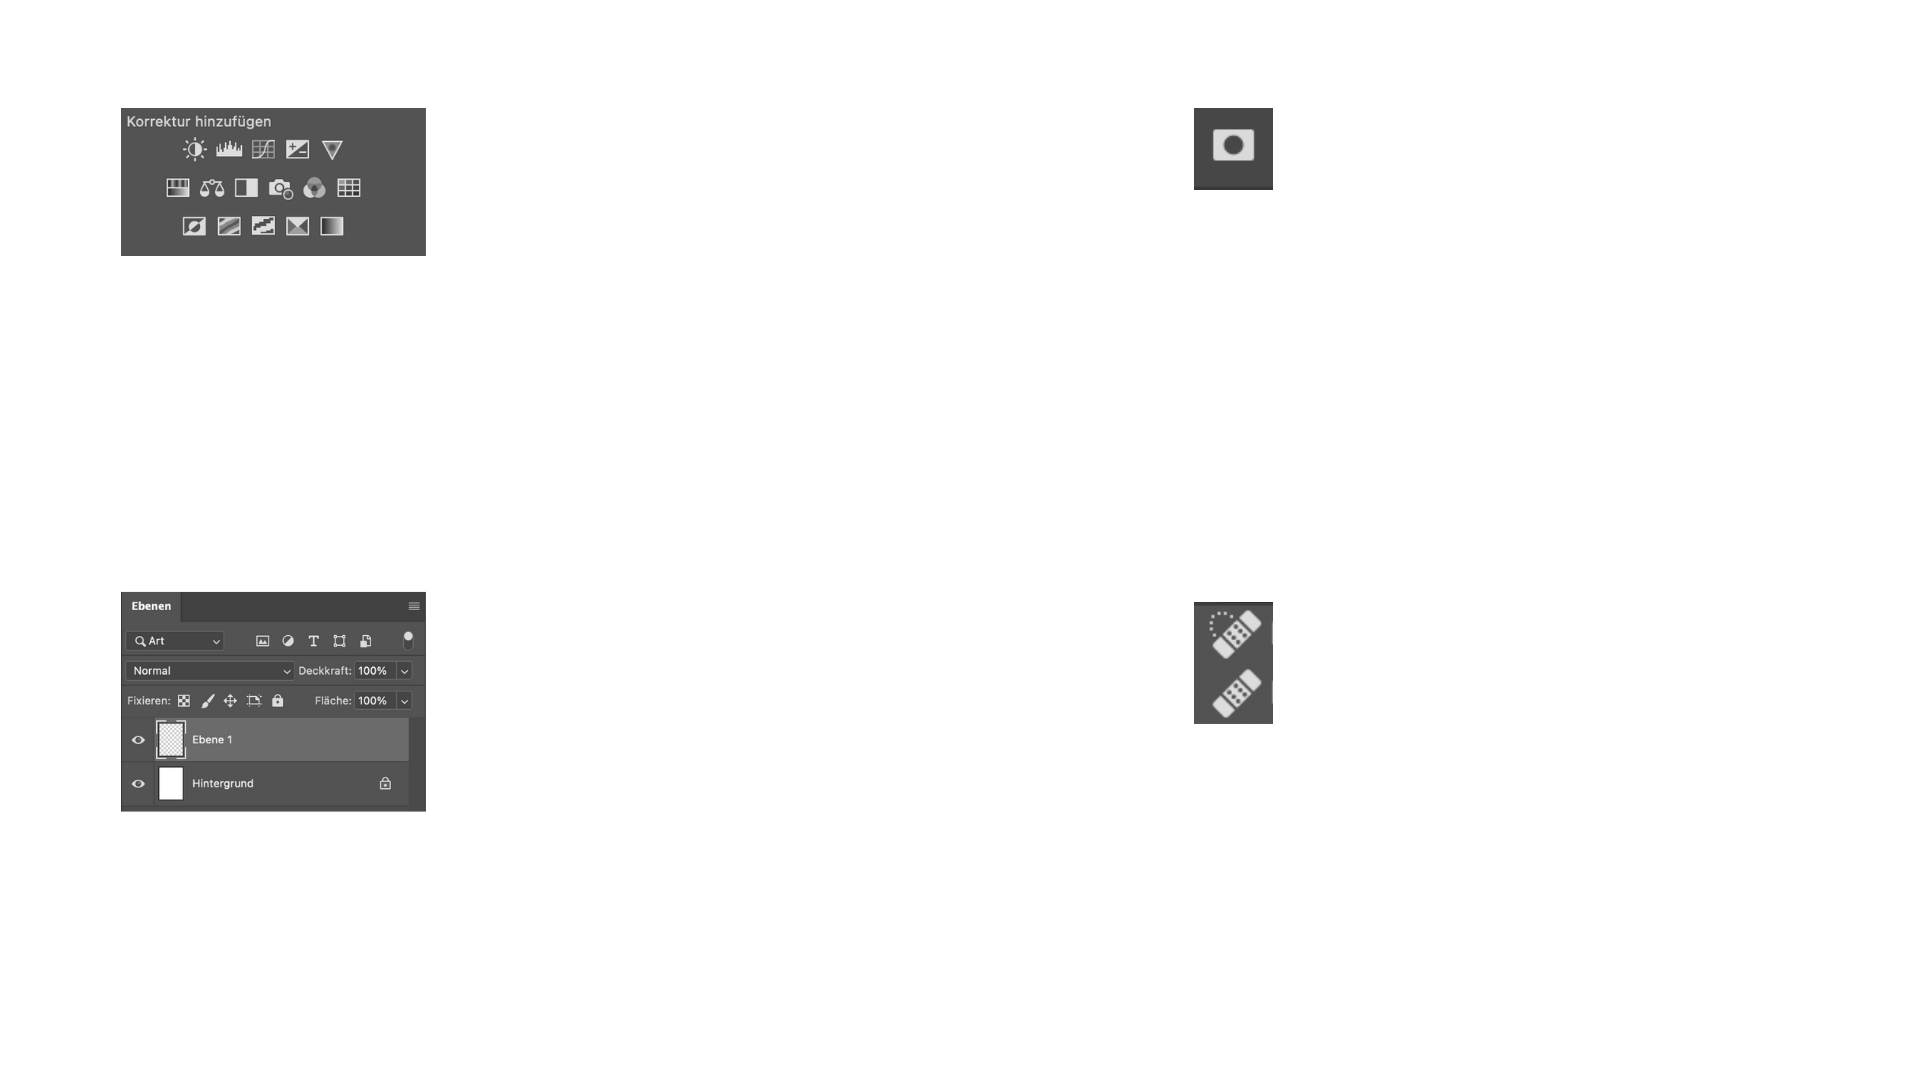 Korrektur hinzufügen
Ebenen
Art
Normal Deckkraft: 100%
Fixieren: Fläche: 100%
Ebene 1
Hintergrund